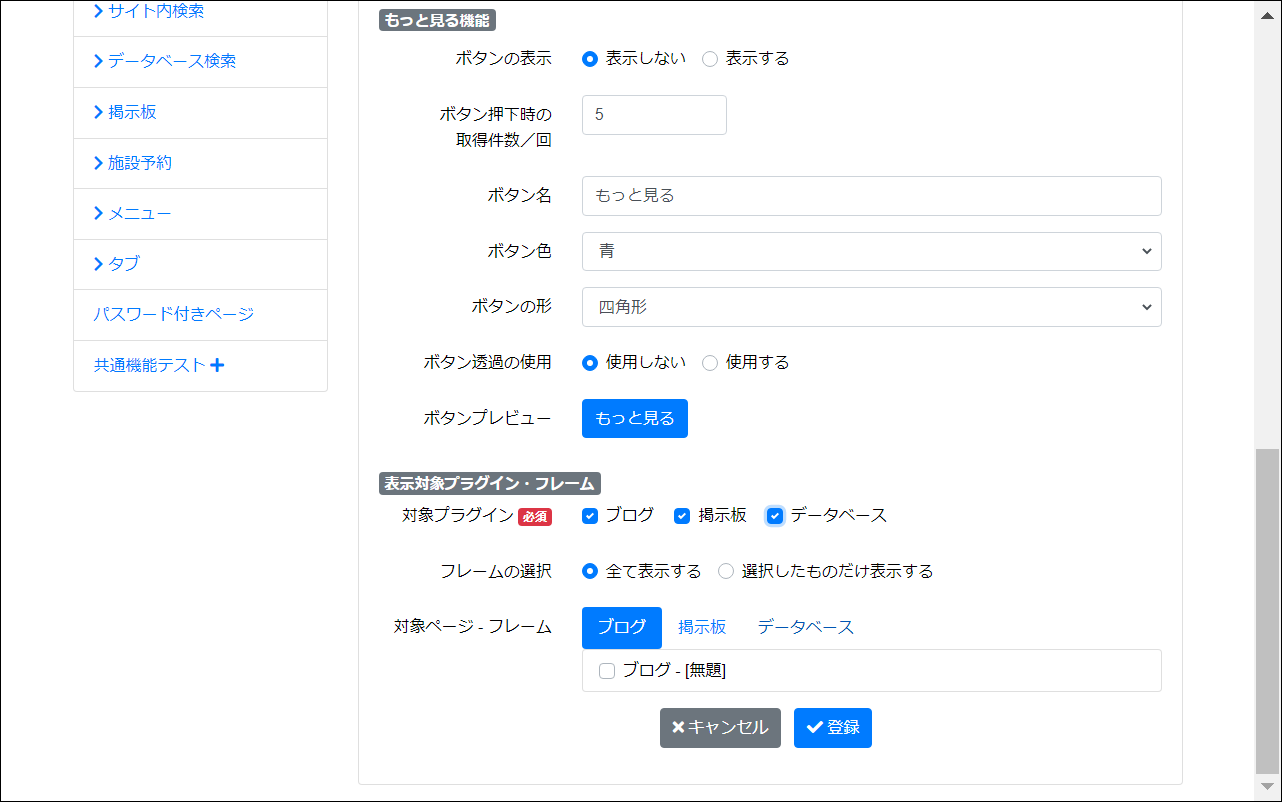 サイト内検索
データベース検索
掲示板
施設予約
メニュー
タブ
パスワード付きページ
共通機能テスト
もっと見る機能
ボタンの表示 表示しない 表示する
ボタン押下時の
取得件数／回
5
ボタン名 もっと見る
ボタン色 青
ボタンの形 四角形
ボタン透過の使用 使用しない 使用する
ボタンプレビュー もっと見る
表示対象プラグイン・フレーム
対象プラグイン 必須 ブログ 掲示板 データベース
フレームの選択 全て表示する 選択したものだけ表示する
対象ページ - フレーム ブログ 掲示板 データベース
ブログ - [無題]
キャンセル 登録